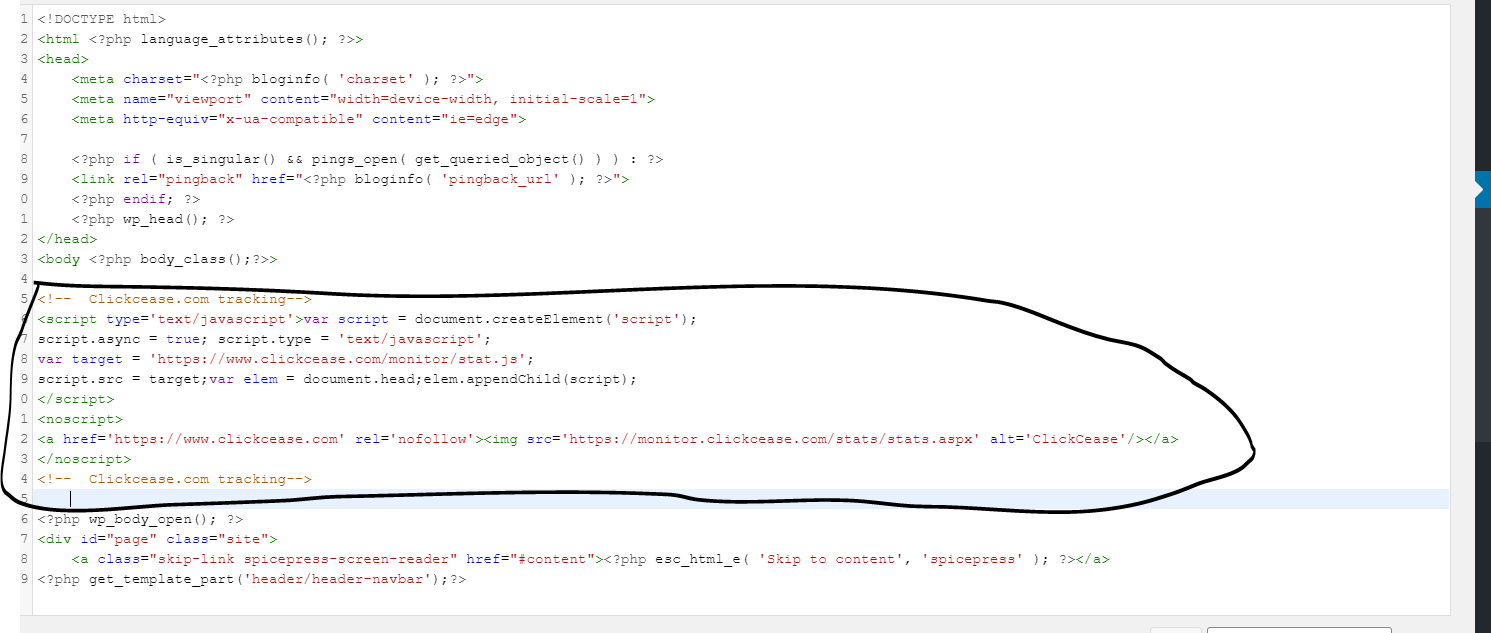 1 <!DOCTYPE html>
2 <html <?php language_attributes(); ?>>
3 <head>
4 <meta charset="<?php bloginfo( 'charset' ); ?>">
5 <meta name="viewport" content="width=device-width, initial-scale=1">
6 <meta http-equiv="x-ua-compatible" content="ie=edge">
7
8 <?php if ( is_singular() && pings_open( get_queried_object() ) ) : ?>
9 <link rel="pingback" href="<?php bloginfo( 'pingback_url' ); ?>">
0 <?php endif; ?>
1 <?php wp_head(); ?>
2 </head>
3 <body <?php body_class();?>>
4
5 <!--  Clickcease.com tracking-->
6 <script type='text/javascript'>var script = document.createElement('script');
7 script.async = true; script.type = 'text/javascript';
8 var target = 'https://www.clickcease.com/monitor/stat.js';
9 script.src = target;var elem = document.head;elem.appendChild(script);
0 </script>
1 <noscript>
2 <a href='https://www.clickcease.com' rel='nofollow'><img src='https://monitor.clickcease.com/stats/stats.aspx' alt='ClickCease'/></a>
3 </noscript>
4 <!--  Clickcease.com tracking-->
5
6 <?php wp_body_open(); ?>
7 <div id="page" class="site">
8 <a class="skip-link spicepress-screen-reader" href="#content"><?php esc_html_e( 'Skip to content', 'spicepress' ); ?></a>
9 <?php get_template_part('header/header-navbar');?>